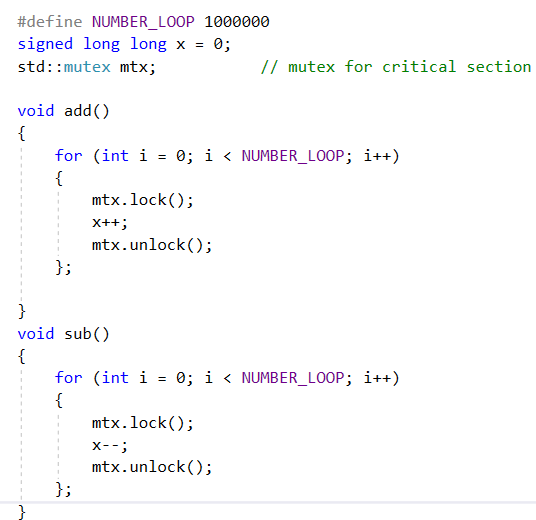 #define NUMBER_LOOP 1000000
signed long long x = 0;
std::mutex mtx;           // mutex for critical section
void add()
{
    for (int i = 0; i < NUMBER_LOOP; i++)
    {
        mtx.lock();
        x++;
        mtx.unlock();
    };
}
void sub()
{
    for (int i = 0; i < NUMBER_LOOP; i++)
    {
        mtx.lock();
        x--;
        mtx.unlock();
    };
}